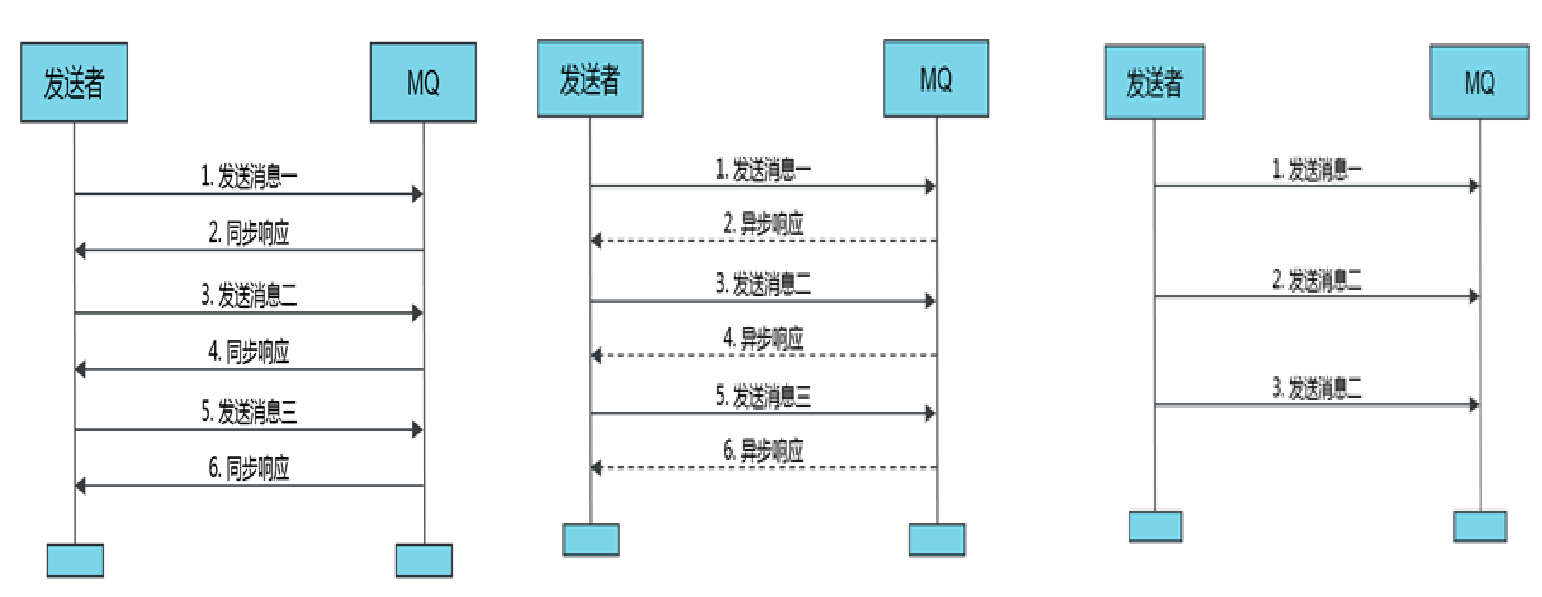 发送者
MQ
1. 发送消息一
2. 同步响应
3. 发送消息二
4. 同步响应
5. 发送消息三
6. 同步响应
发送者
MQ
1. 发送消息一
2. 异步响应
3. 发送消息二
4. 异步响应
5. 发送消息三
6. 异步响应
发送者
MQ
1. 发送消息一
2. 发送消息二
3. 发送消息二